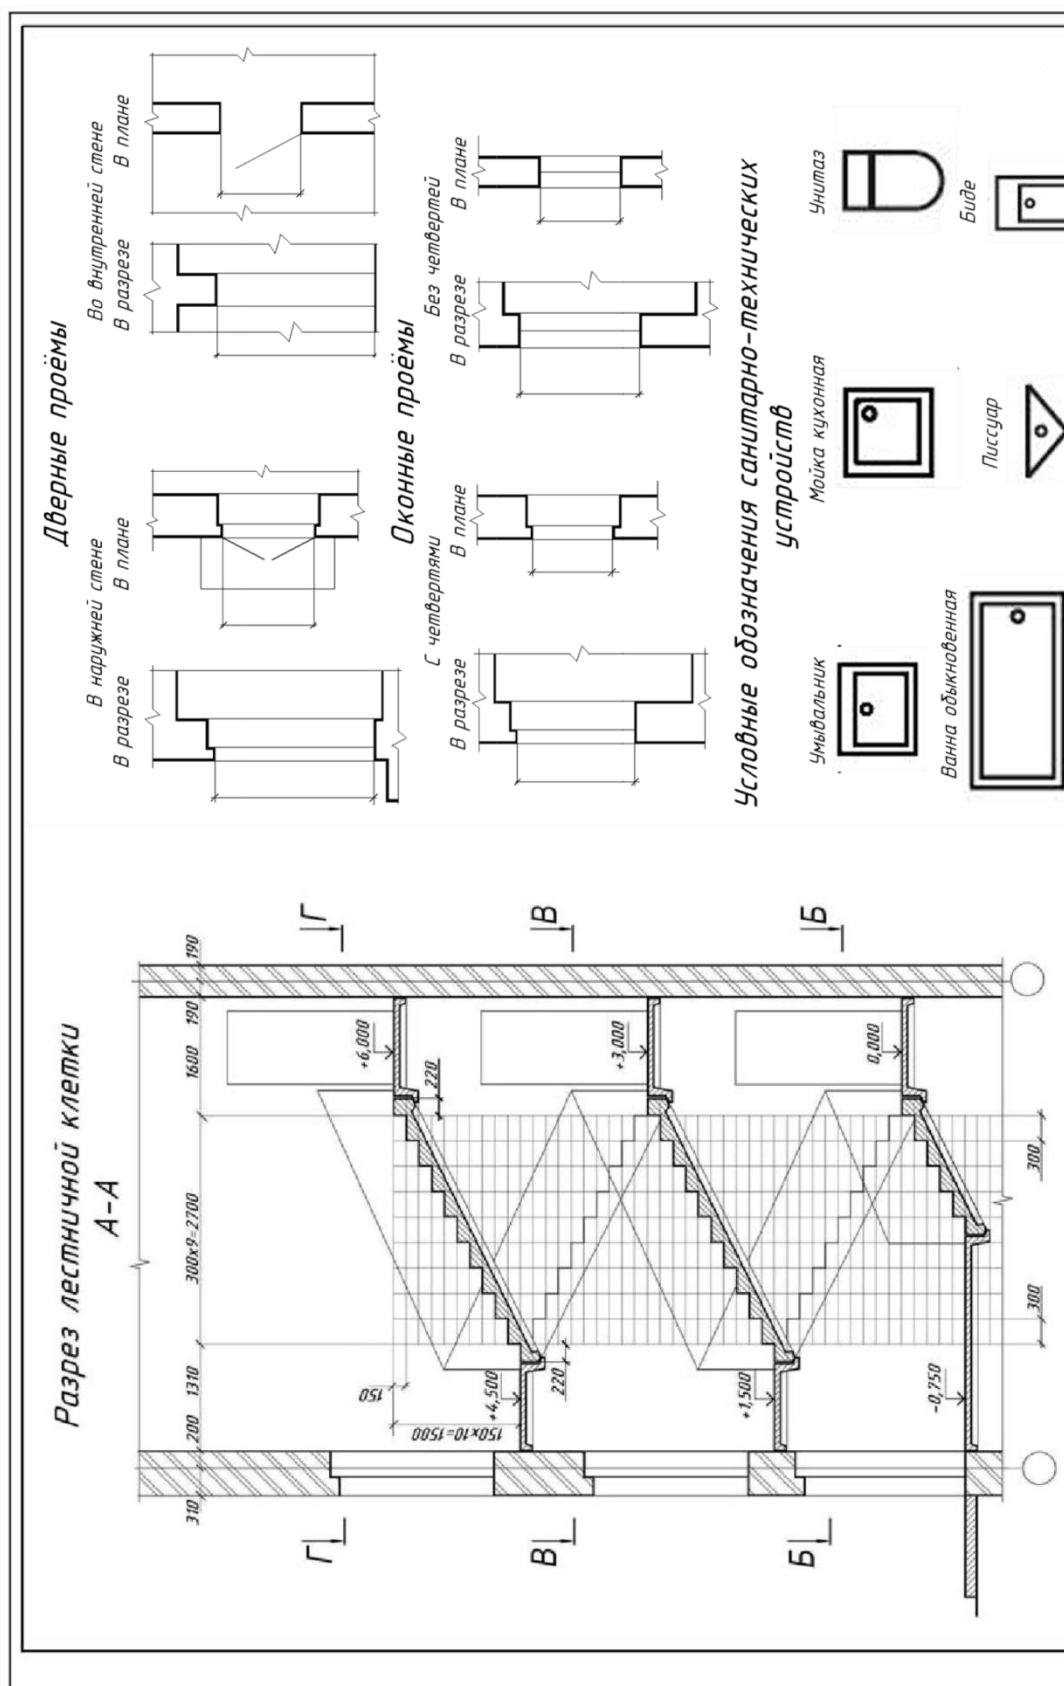 Разрез лестничной клетки
А-А
310
200
1310
300x9=2700
1600
190
190
Г
Г
В
В
Б
Б
150
150x10=1500
+6,000
220
+4,500
220
+3,000
+1,500
0,000
-0,750
300
300
Дверные проёмы
В наружней стене
В разрезе
В плане
Во внутренней стене
В разрезе
В плане
Оконные проёмы
С четвертями
В разрезе
В плане
Без четвертей
В разрезе
В плане
Условные обозначения санитарно-технических
устройств
Умывальник
Мойка кухонная
Унитаз
Ванна обыкновенная
Писсуар
Биде